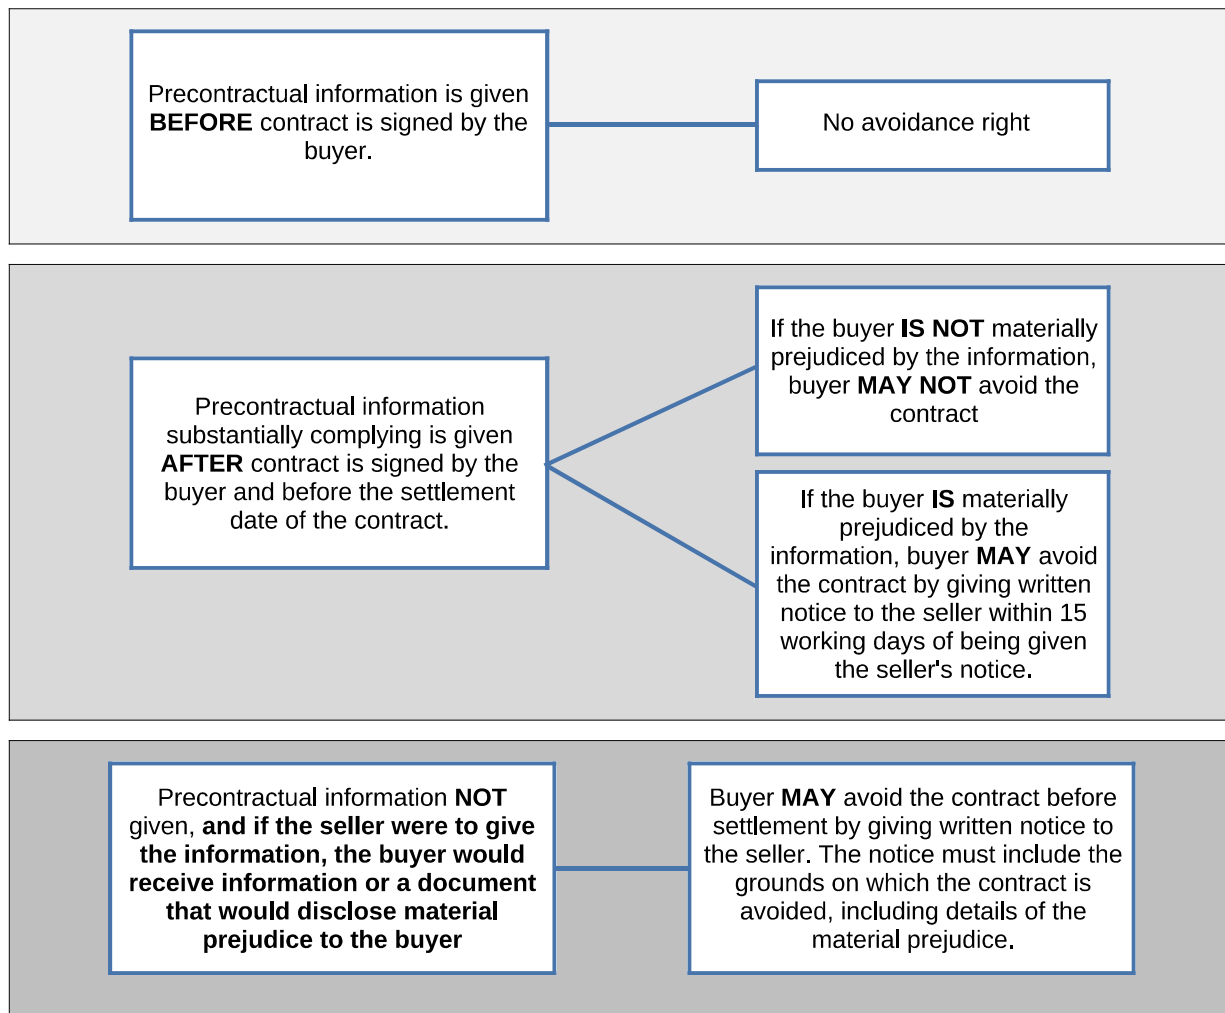 Precontractual information is given
BEFORE contract is signed by the
buyer.
No avoidance right
Precontractual information
substantially complying is given
AFTER contract is signed by the
buyer and before the settlement
date of the contract.
If the buyer IS NOT materially
prejudiced by the information,
buyer MAY NOT avoid the
contract
If the buyer IS materially
prejudiced by the
information, buyer MAY avoid
the contract by giving written
notice to the seller within 15
working days of being given
the seller's notice.
Precontractual information NOT
given, and if the seller were to give
the information, the buyer would
receive information or a document
that would disclose material
prejudice to the buyer
Buyer MAY avoid the contract before
settlement by giving written notice to
the seller. The notice must include the
grounds on which the contract is
avoided, including details of the
material prejudice.